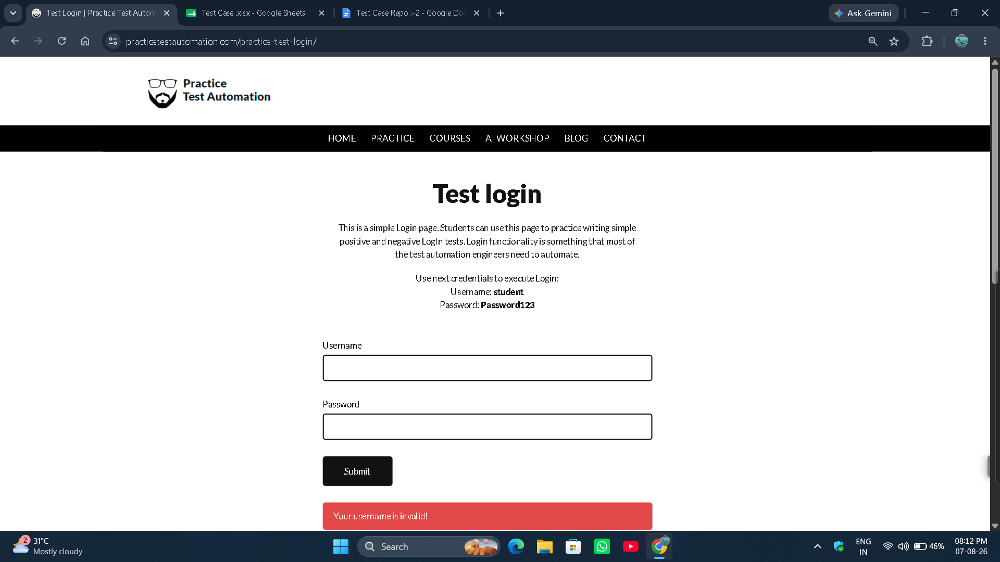 Test Login | Practice Test Autom
Test Case .xlsx - Google Sheets
Test Case Repo.:-2 - Google Doc
Ask Gemini
practicetestautomation.com/practice-test-login/
Practice
Test Automation
HOME PRACTICE COURSES AI WORKSHOP BLOG CONTACT
Test login
This is a simple Login page. Students can use this page to practice writing simple
positive and negative LogIn tests. Login functionality is something that most of
the test automation engineers need to automate.
Use next credentials to execute Login:
Username: student
Password: Password123
Username
Password
Submit
Your username is invalid!
2
31°C
Mostly cloudy
Search
ENG
IN
46%
08:12 PM
07-08-26